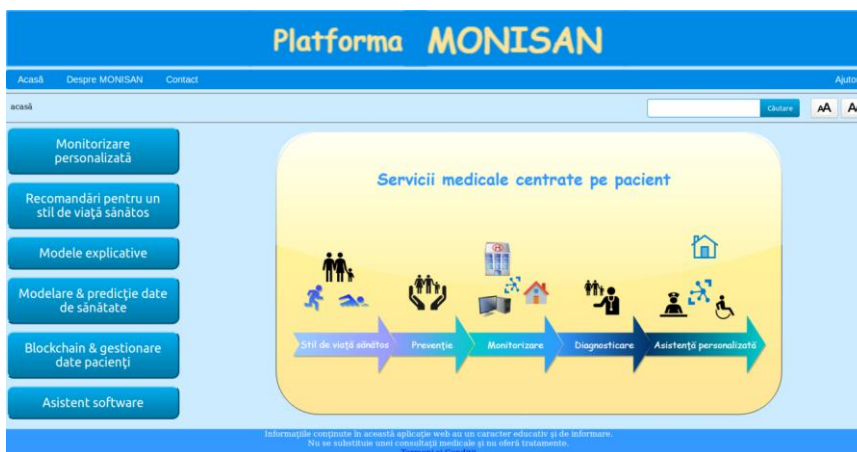 Platforma MONISAN
Acasă Despre MONISAN Contact
acasă
Căutare AA
Monitorizare
personalizată
Recomandări pentru un
stil de viață sănătos
Modele explicative
Modelare & predicție date
de sănătate
Blockchain & gestionare
date pacienți
Asistent software
Servicii medicale centrate pe pacient
Stil de viață sănătos Prevenție Monitorizare Diagnosticare Asistență personalizată
Informațiile conținute în această aplicație web au un caracter educativ și de informare.
Nu se substituie unei consultații medicale și nu oferă tratamente.